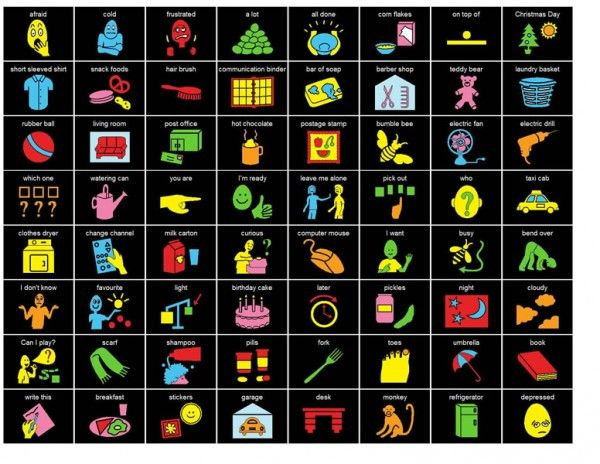 afraid
cold
frustrated
a lot
all done
corn flakes
on top of
Christmas Day
short sleeved shirt
snack foods
hair brush
communication binder
bar of soap
barber shop
teddy bear
laundry basket
rubber ball
living room
post office
hot chocolate
postage stamp
bumble bee
electric fan
electric drill
which one
watering can
you are
I'm ready
leave me alone
pick out
who
taxi cab
clothes dryer
change channel
milk carton
curious
computer mouse
I want
busy
bend over
I don't know
favourite
light
birthday cake
later
pickles
night
cloudy
Can I play?
scarf
shampoo
pills
fork
toes
umbrella
book
write this
breakfast
stickers
garage
desk
monkey
refrigerator
depressed